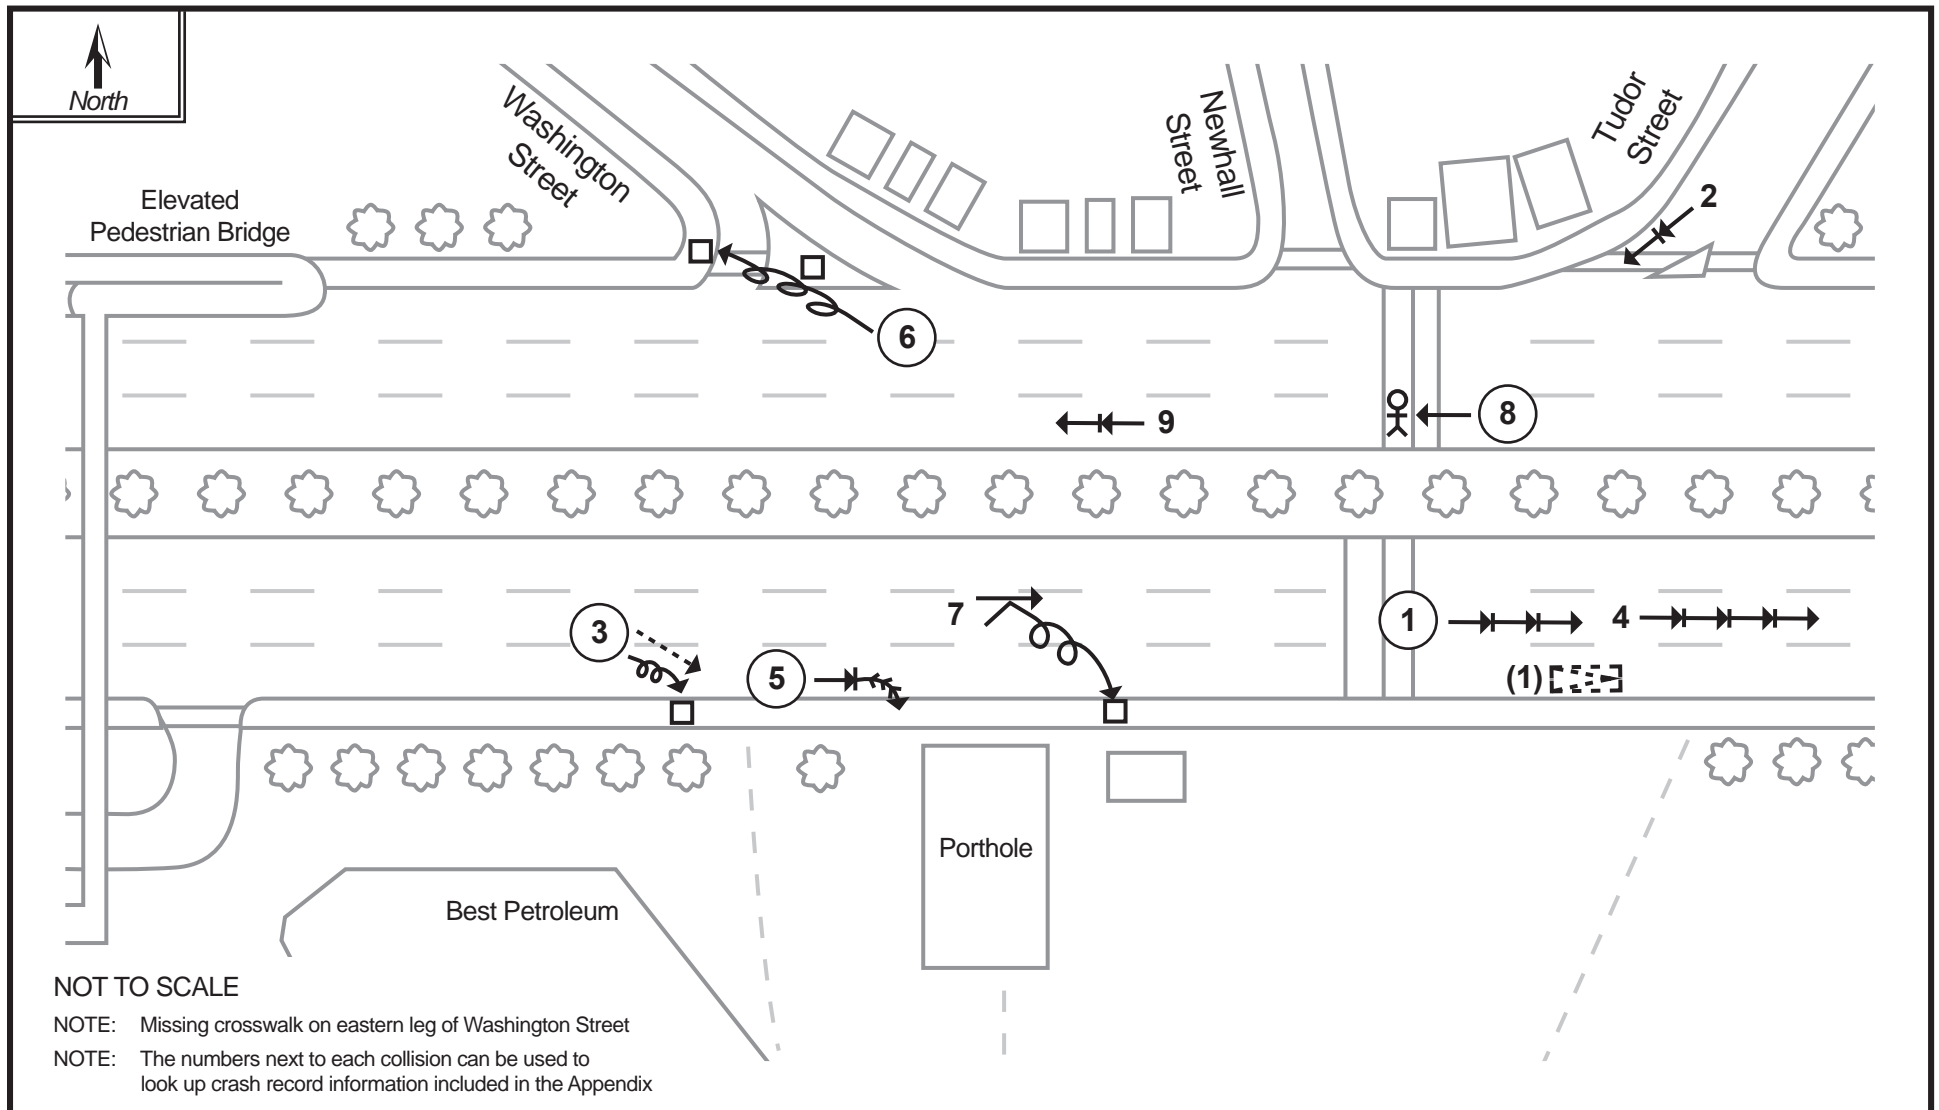 North
Washington
Street
Newhall
Street
Tudor
Street
Elevated
Pedestrian Bridge
2
6
9
8
3
7
5
1
4
(1)
Porthole
Best Petroleum
NOT TO SCALE
NOTE: Missing crosswalk on eastern leg of Washington Street
NOTE: The numbers next to each collision can be used to
look up crash record information included in the Appendix